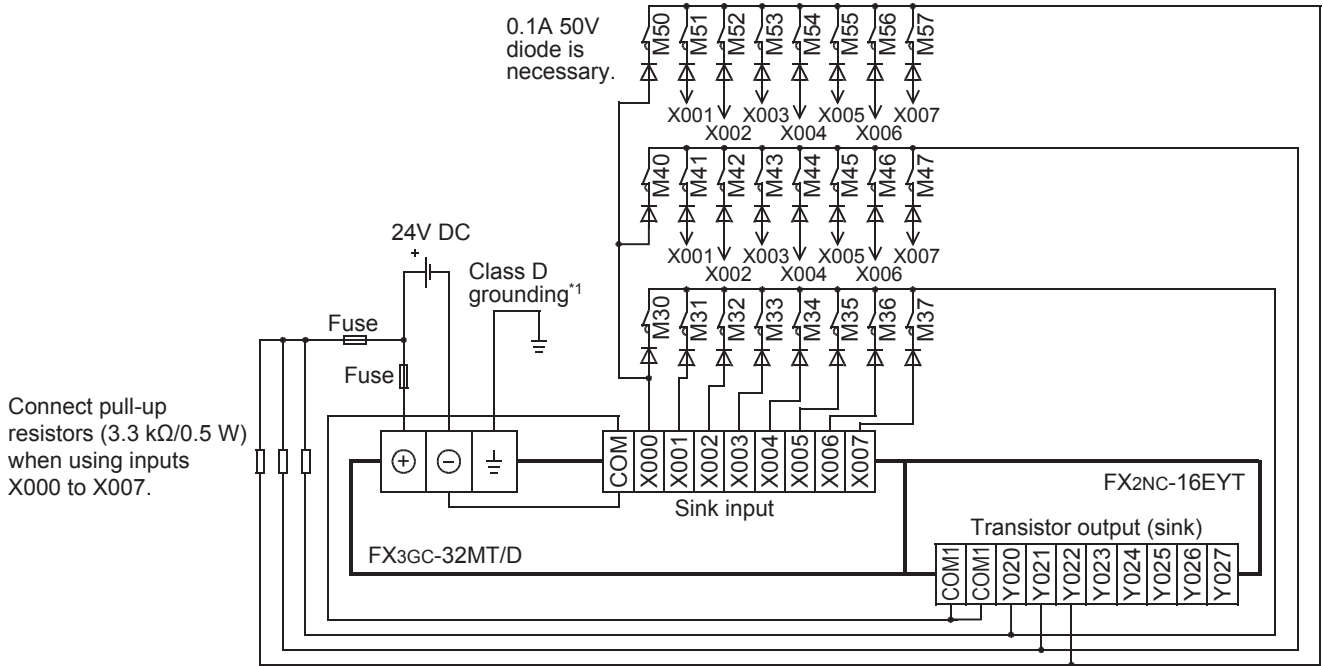 0.1A 50V
diode is
necessary.
M50 M51 M52 M53 M54 M55 M56 M57
X001 X003 X005 X007
X002 X004 X006
M40 M41 M42 M43 M44 M45 M46 M47
X001 X003 X005 X007
X002 X004 X006
24V DC
+
Class D
grounding*1
M30 M31 M32 M33 M34 M35 M36 M37
Fuse
Fuse
Connect pull-up
resistors (3.3 kΩ/0.5 W)
when using inputs
X000 to X007.
+ −
COM X000 X001 X002 X003 X004 X005 X006 X007
Sink input
FX2NC-16EYT
Transistor output (sink)
FX3GC-32MT/D
COM1 COM1 Y020 Y021 Y022 Y023 Y024 Y025 Y026 Y027